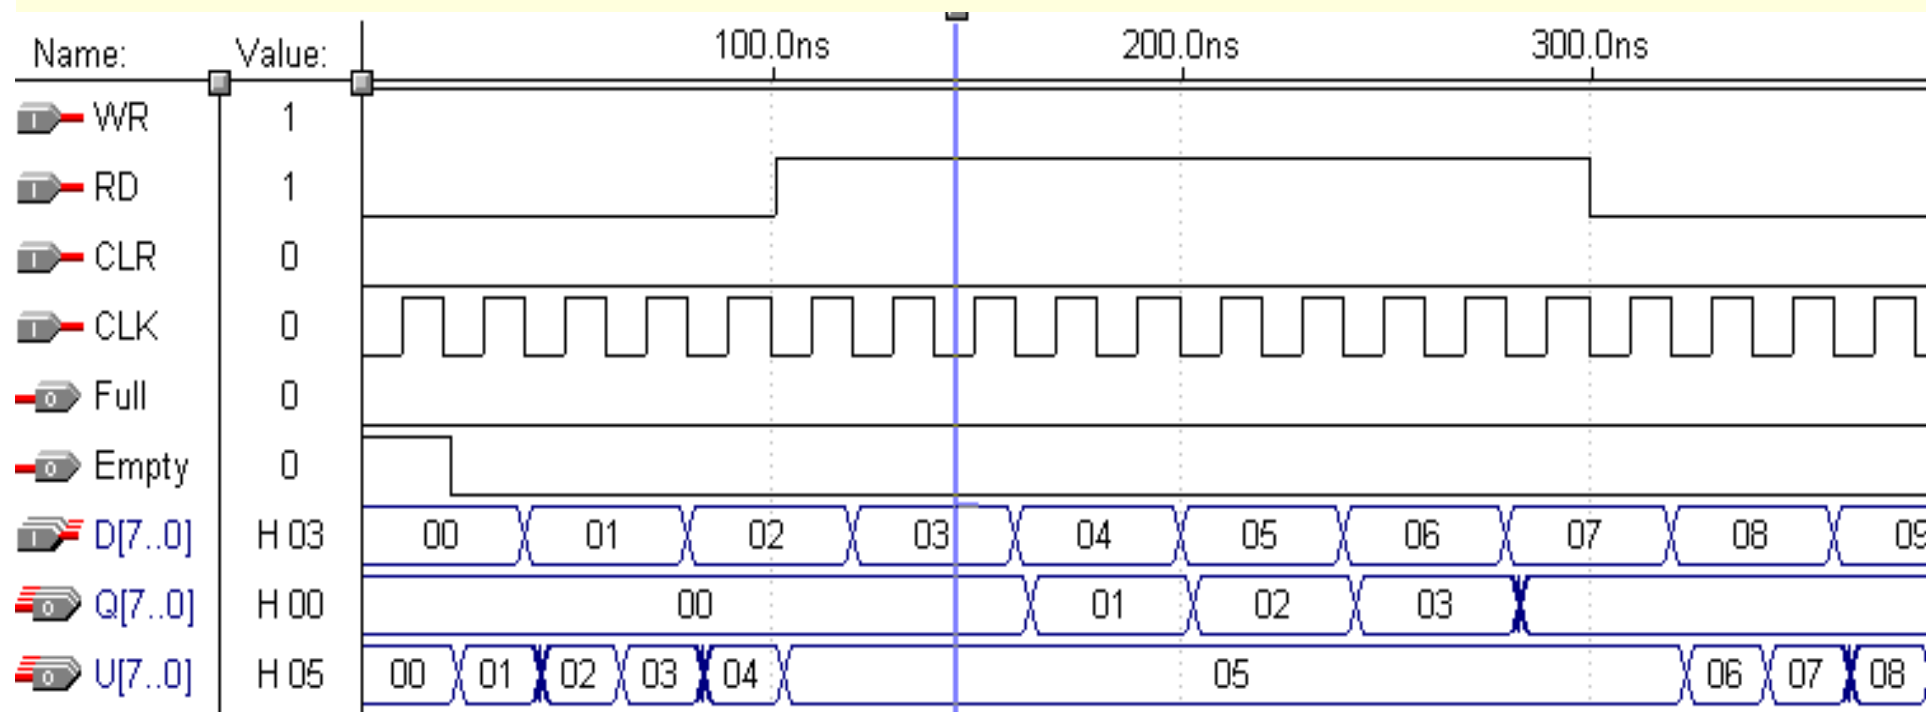 Name: Value: 100.0ns 200.0ns 300.0ns
I WR 1
I RD 1
I CLR 0
I CLK 0
O Full 0
O Empty 0
I D[7..0] H 03 00 01 02 03 04 05 06 07 08 09
O Q[7..0] H 00 00 01 02 03
O U[7..0] H 05 00 01 02 03 04 05 06 07 08